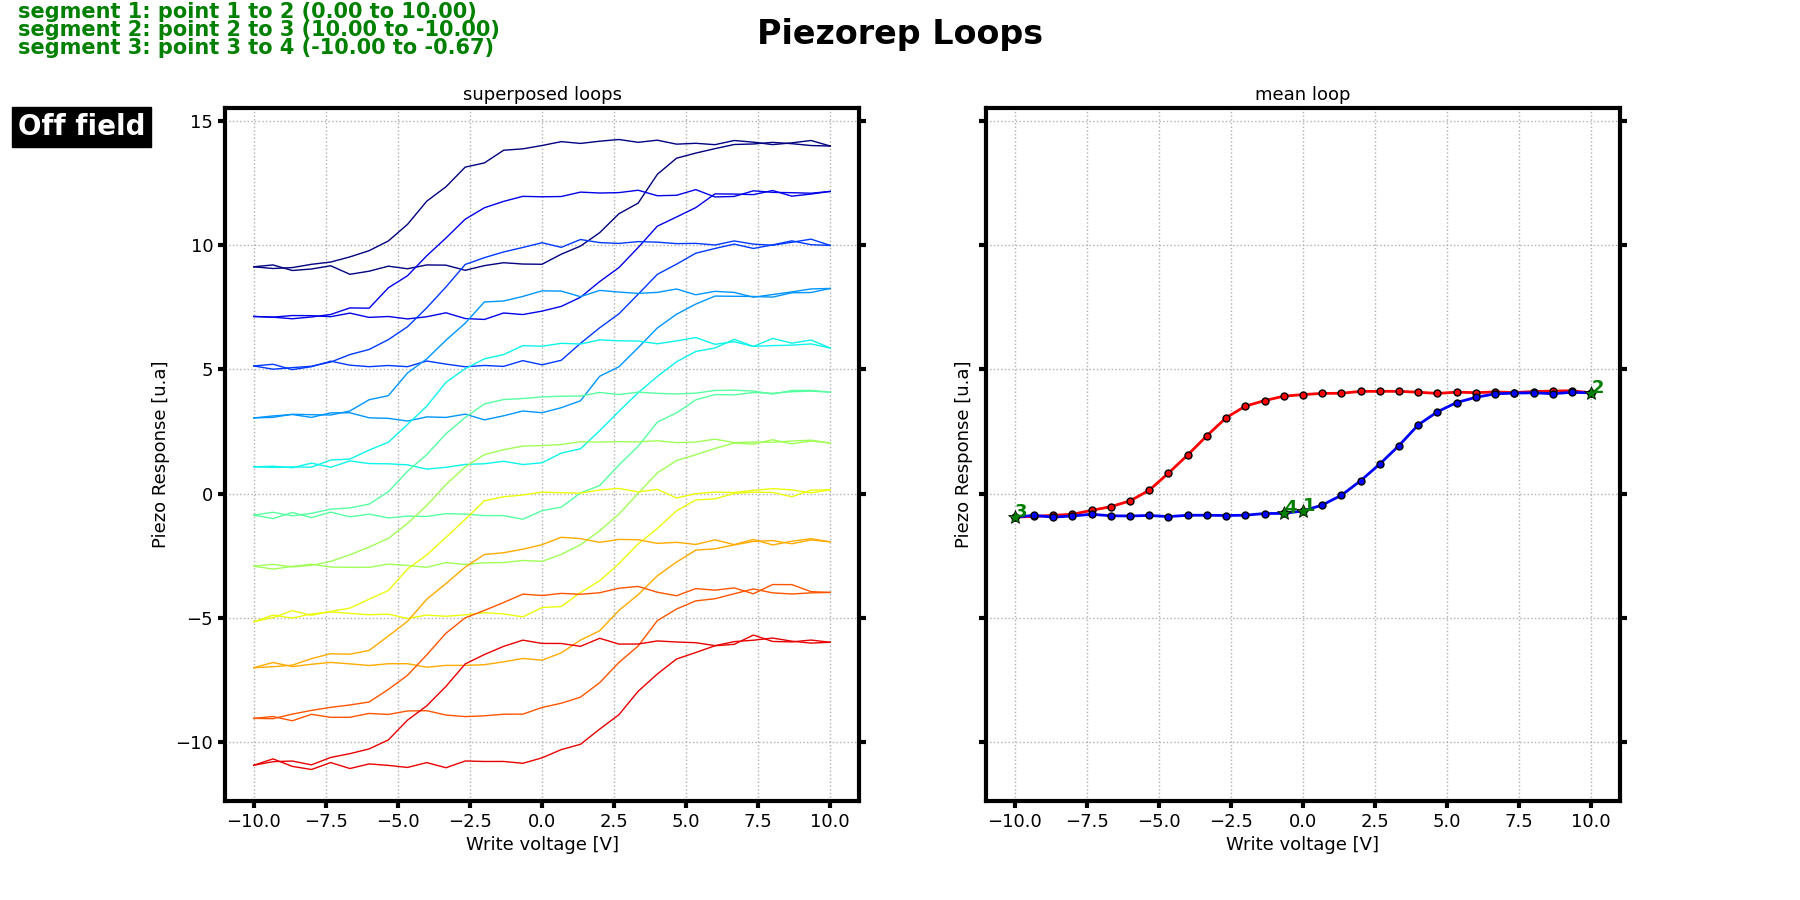 segment 1: point 1 to 2 (0.00 to 10.00)
segment 2: point 2 to 3 (10.00 to -10.00)
segment 3: point 3 to 4 (-10.00 to -0.67)
Piezorep Loops
Off field
superposed loops
15
10
5
0
−5
−10
Piezo Response [u.a]
−10.0 −7.5 −5.0 −2.5 0.0 2.5 5.0 7.5 10.0
Write voltage [V]
mean loop
Piezo Response [u.a]
2
3
4 1
−10.0 −7.5 −5.0 −2.5 0.0 2.5 5.0 7.5 10.0
Write voltage [V]